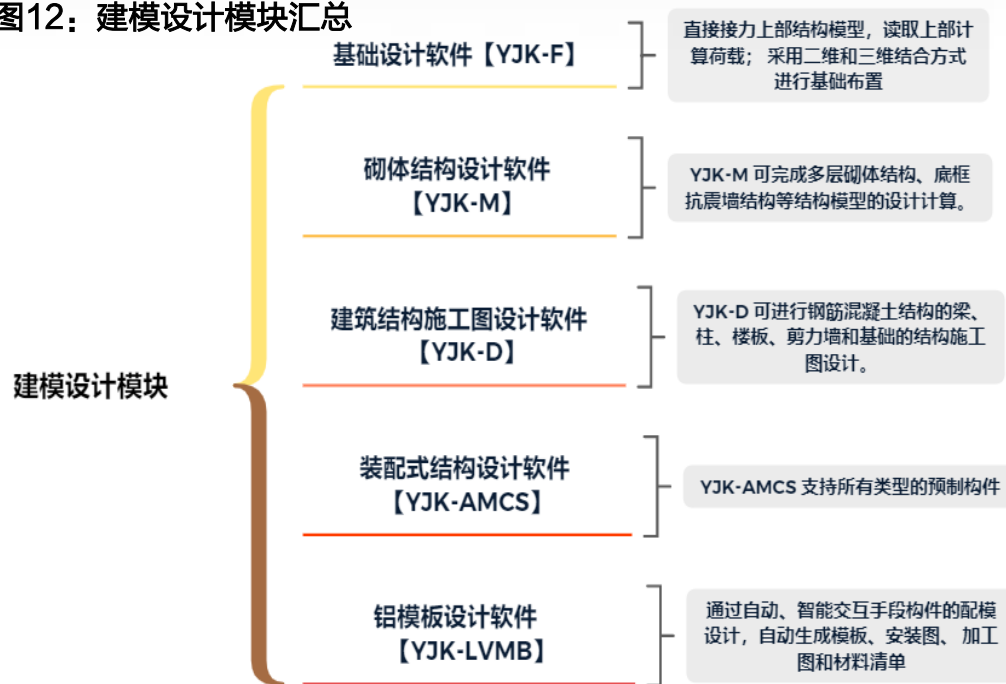 图12：建模设计模块汇总
基础设计软件【YJK-F】
直接接力上部结构模型，读取上部计
算荷载； 采用二维和三维结合方式
进行基础布置
砌体结构设计软件
【YJK-M】
YJK-M 可完成多层砌体结构、底框
抗震墙结构等结构模型的设计计算。
建筑结构施工图设计软件
【YJK-D】
YJK-D 可进行钢筋混凝土结构的梁、
柱、楼板、剪力墙和基础的结构施工
图设计。
建模设计模块
装配式结构设计软件
【YJK-AMCS】
YJK-AMCS 支持所有类型的预制构件
铝模板设计软件
【YJK-LVMB】
通过自动、智能交互手段构件的配模
设计，自动生成模板、安装图、 加工
图和材料清单